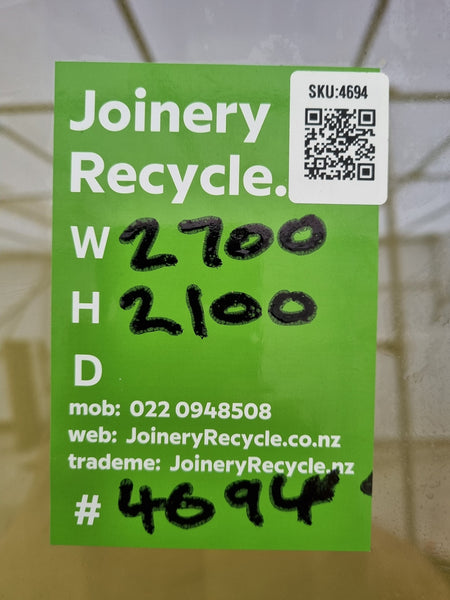 SKU:4694
Joinery
Recycle.
W 2700
H 2100
D
mob: 022 0948508
web: JoineryRecycle.co.nz
trademe: JoineryRecycle.nz
# 4694